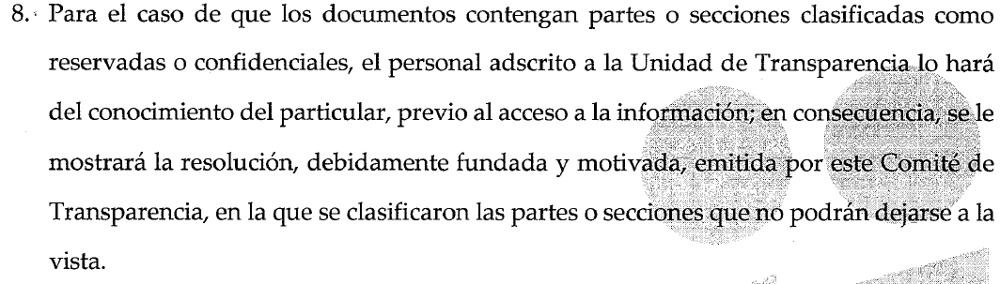 8. Para el caso de que los documentos contengan partes o secciones clasificadas como
reservadas o confidenciales, el personal adscrito a la Unidad de Transparencia lo hará
del conocimiento del particular, previo al acceso a la información; en consecuencia, se le
mostrará la resolución, debidamente fundada y motivada, emitida por este Comité de
Transparencia, en la que se clasificaron las partes o secciones que no podrán dejarse a la
vista.